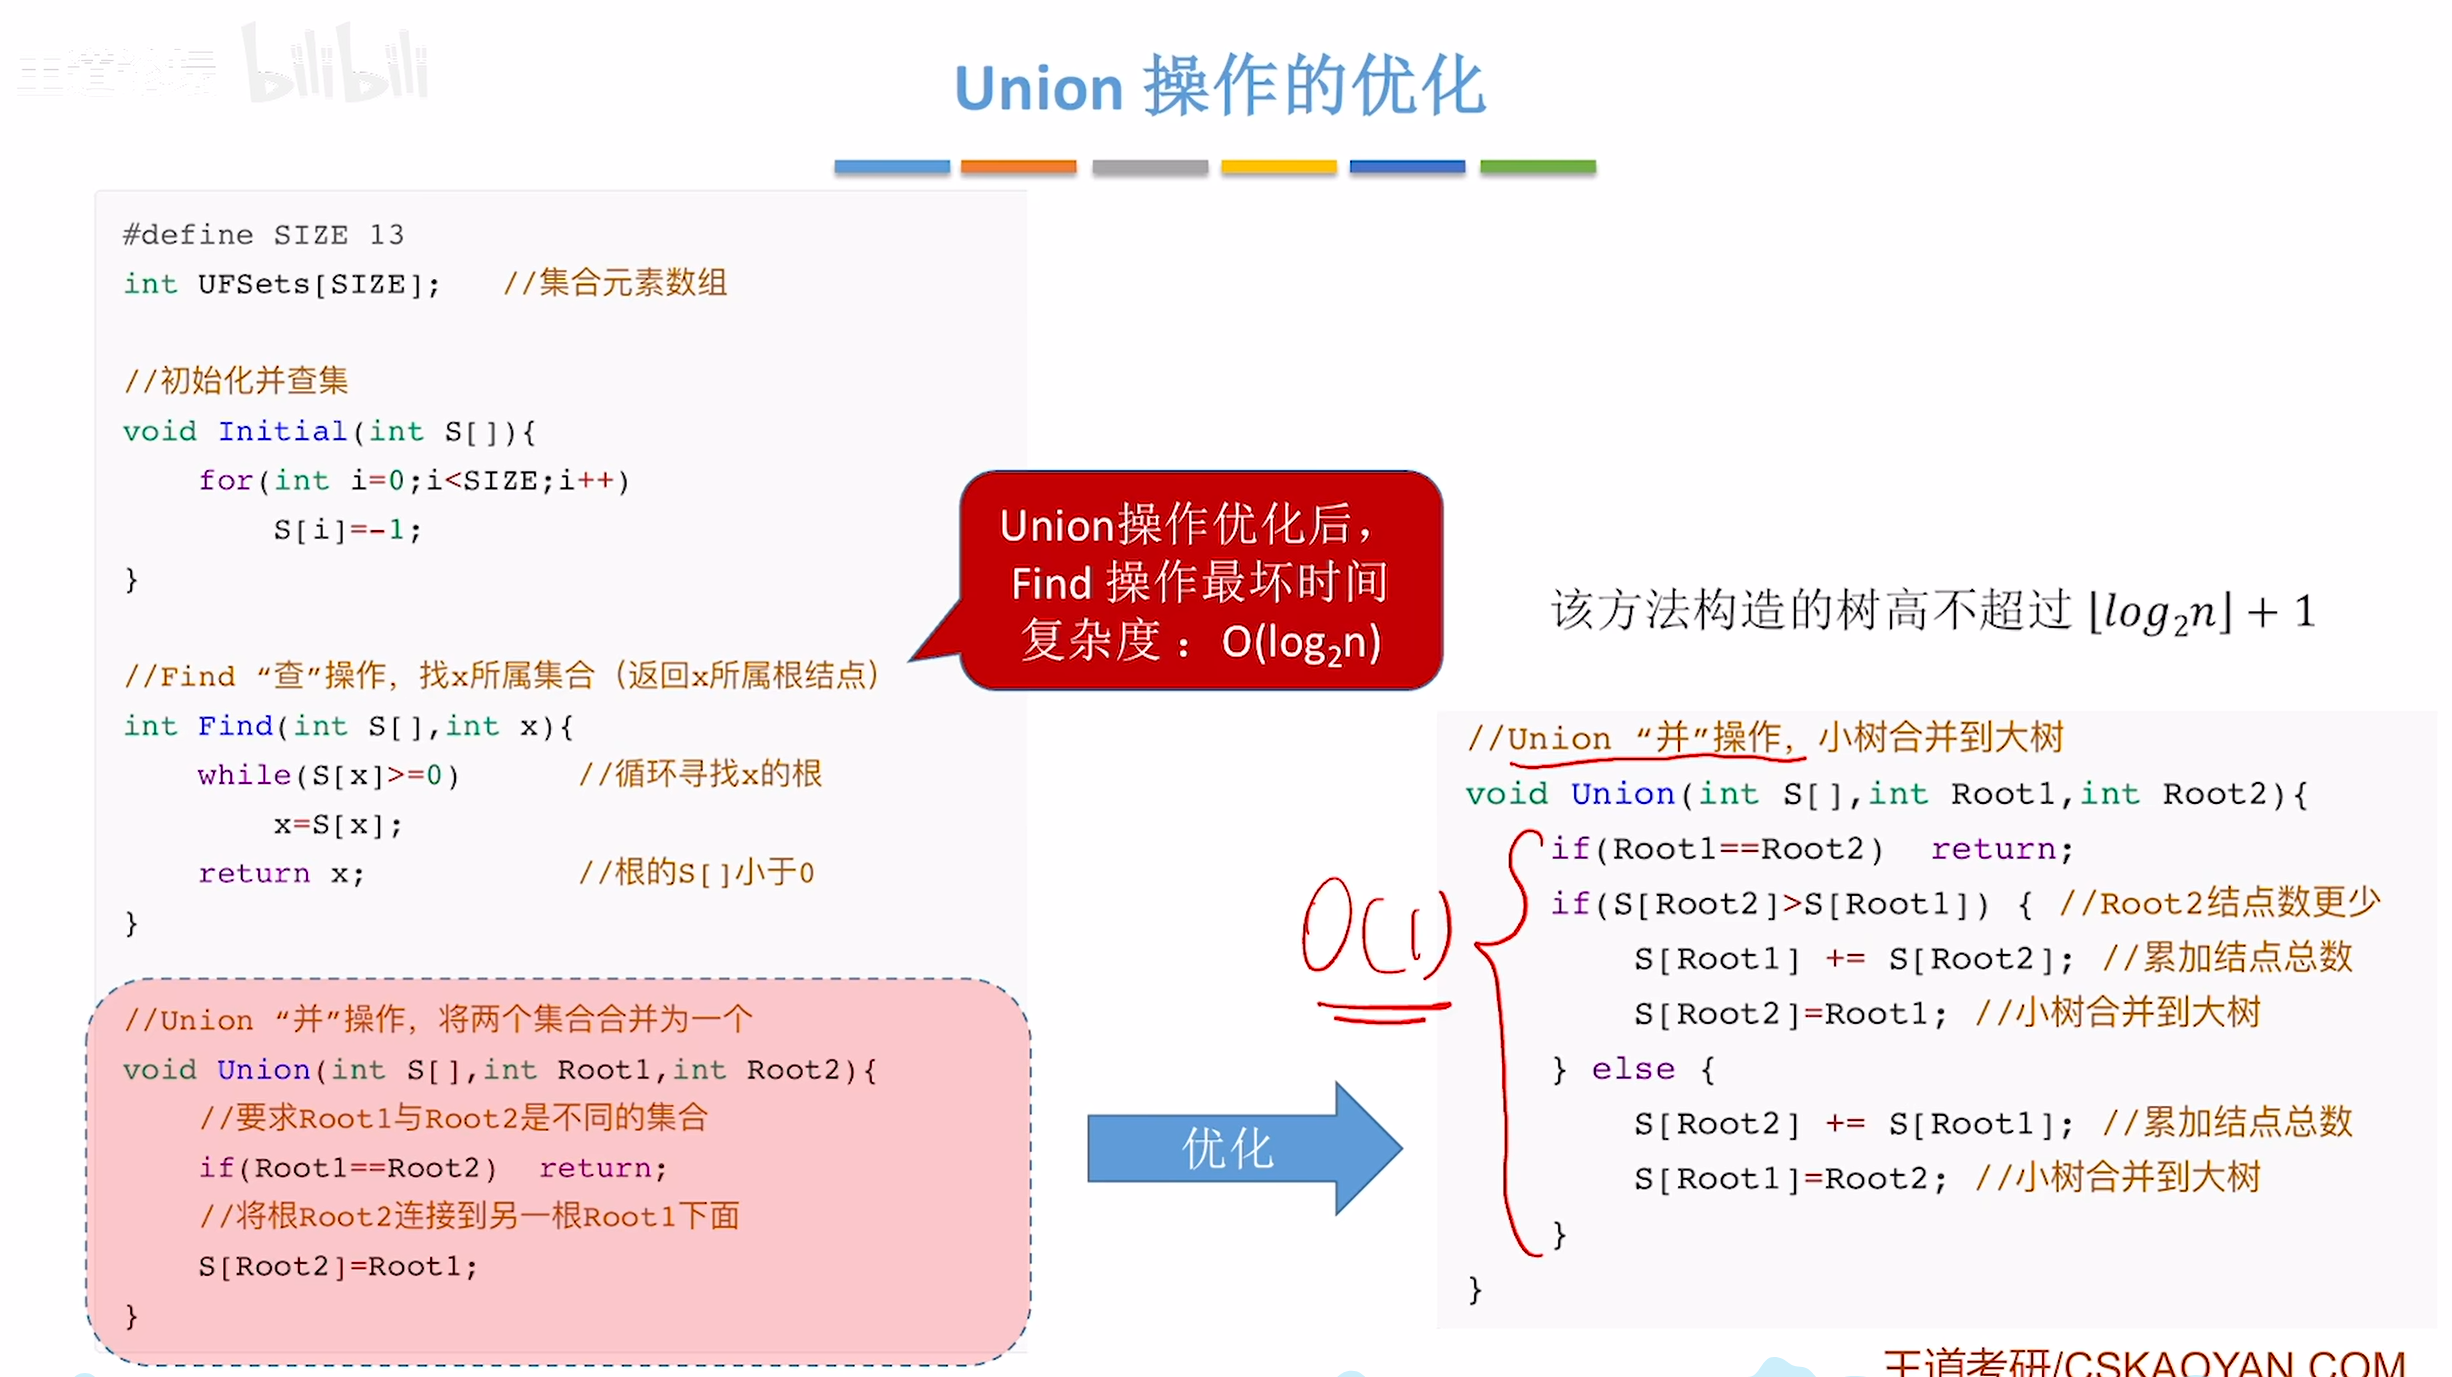 王道论坛 bilibili
Union 操作的优化
#define SIZE 13
int UFSets[SIZE];   //集合元素数组
//初始化并查集
void Initial(int S[]){
    for(int i=0;i<SIZE;i++)
        S[i]=-1;
}
//Find “查”操作，找x所属集合（返回x所属根结点）
int Find(int S[],int x){
    while(S[x]>=0)      //循环寻找x的根
        x=S[x];
    return x;           //根的S[]小于0
}
//Union “并”操作，将两个集合合并为一个
void Union(int S[],int Root1,int Root2){
    //要求Root1与Root2是不同的集合
    if(Root1==Root2)  return;
    //将根Root2连接到另一根Root1下面
    S[Root2]=Root1;
}
Union操作优化后，
Find 操作最坏时间
复杂度：O(log₂n)
优化
该方法构造的树高不超过 ⌊log₂n⌋ + 1
//Union “并”操作，小树合并到大树
void Union(int S[],int Root1,int Root2){
    if(Root1==Root2)  return;
    if(S[Root2]>S[Root1]) { //Root2结点数更少
        S[Root1] += S[Root2]; //累加结点总数
        S[Root2]=Root1; //小树合并到大树
    } else {
        S[Root2] += S[Root1]; //累加结点总数
        S[Root1]=Root2; //小树合并到大树
    }
}
O(1)
王道考研/CSKAOYAN.COM